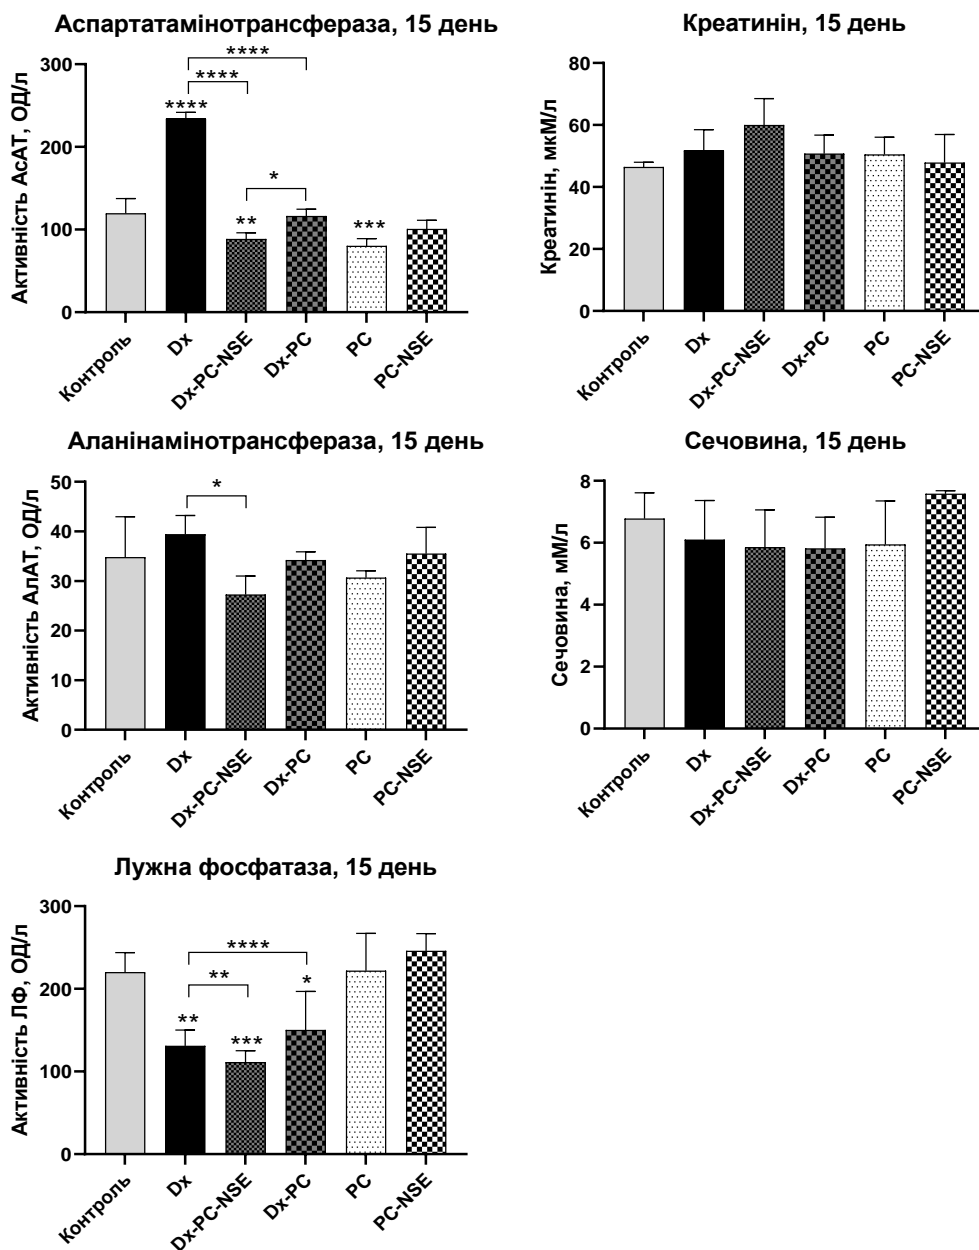 Аспартатамінотрансфераза, 15 день
Активність АсАТ, ОД/л
300
200
100
0
****
****
****
**
*
***
Контроль
Dx
Dx-PC-NSE
Dx-PC
PC
PC-NSE
Креатинін, 15 день
Креатинін, мкМ/л
80
60
40
20
0
Контроль
Dx
Dx-PC-NSE
Dx-PC
PC
PC-NSE
Аланінамінотрансфераза, 15 день
Активність АлАТ, ОД/л
50
40
30
20
10
0
*
Контроль
Dx
Dx-PC-NSE
Dx-PC
PC
PC-NSE
Сечовина, 15 день
Сечовина, мМ/л
8
6
4
2
0
Контроль
Dx
Dx-PC-NSE
Dx-PC
PC
PC-NSE
Лужна фосфатаза, 15 день
Активність ЛФ, ОД/л
300
200
100
0
****
**
**
***
*
Контроль
Dx
Dx-PC-NSE
Dx-PC
PC
PC-NSE